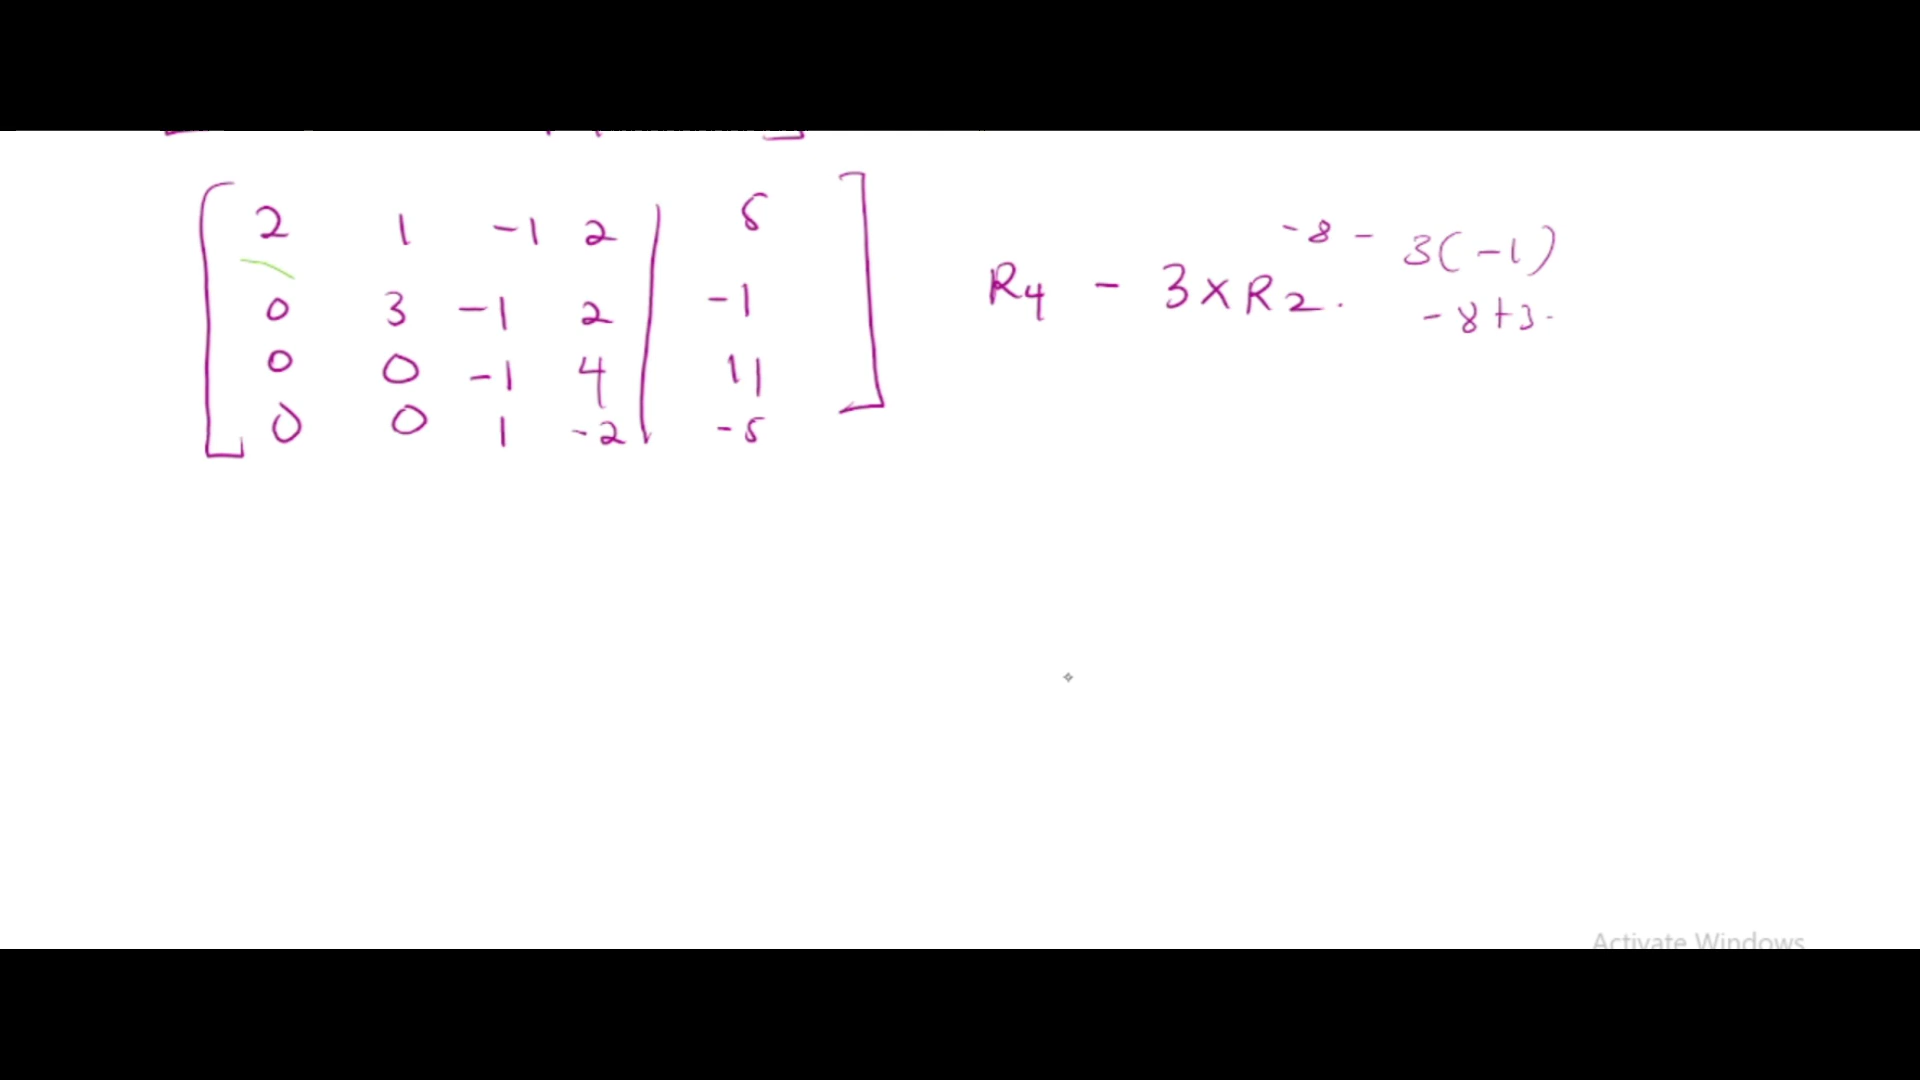 2 1 -1 2 | 5
0 3 -1 2 | -1
0 0 -1 4 | 11
0 0 1 -2 | -5
R4 - 3×R2.
-8 - 3(-1)
-8+3.
Activate Windows